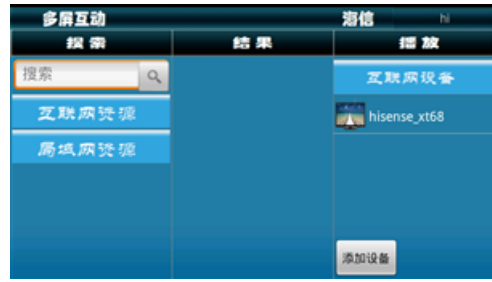 多屏互动 海信 hi
搜索 结果 播放
搜索
互联网设备
互联网资源
hisense_xt68
局域网资源
添加设备